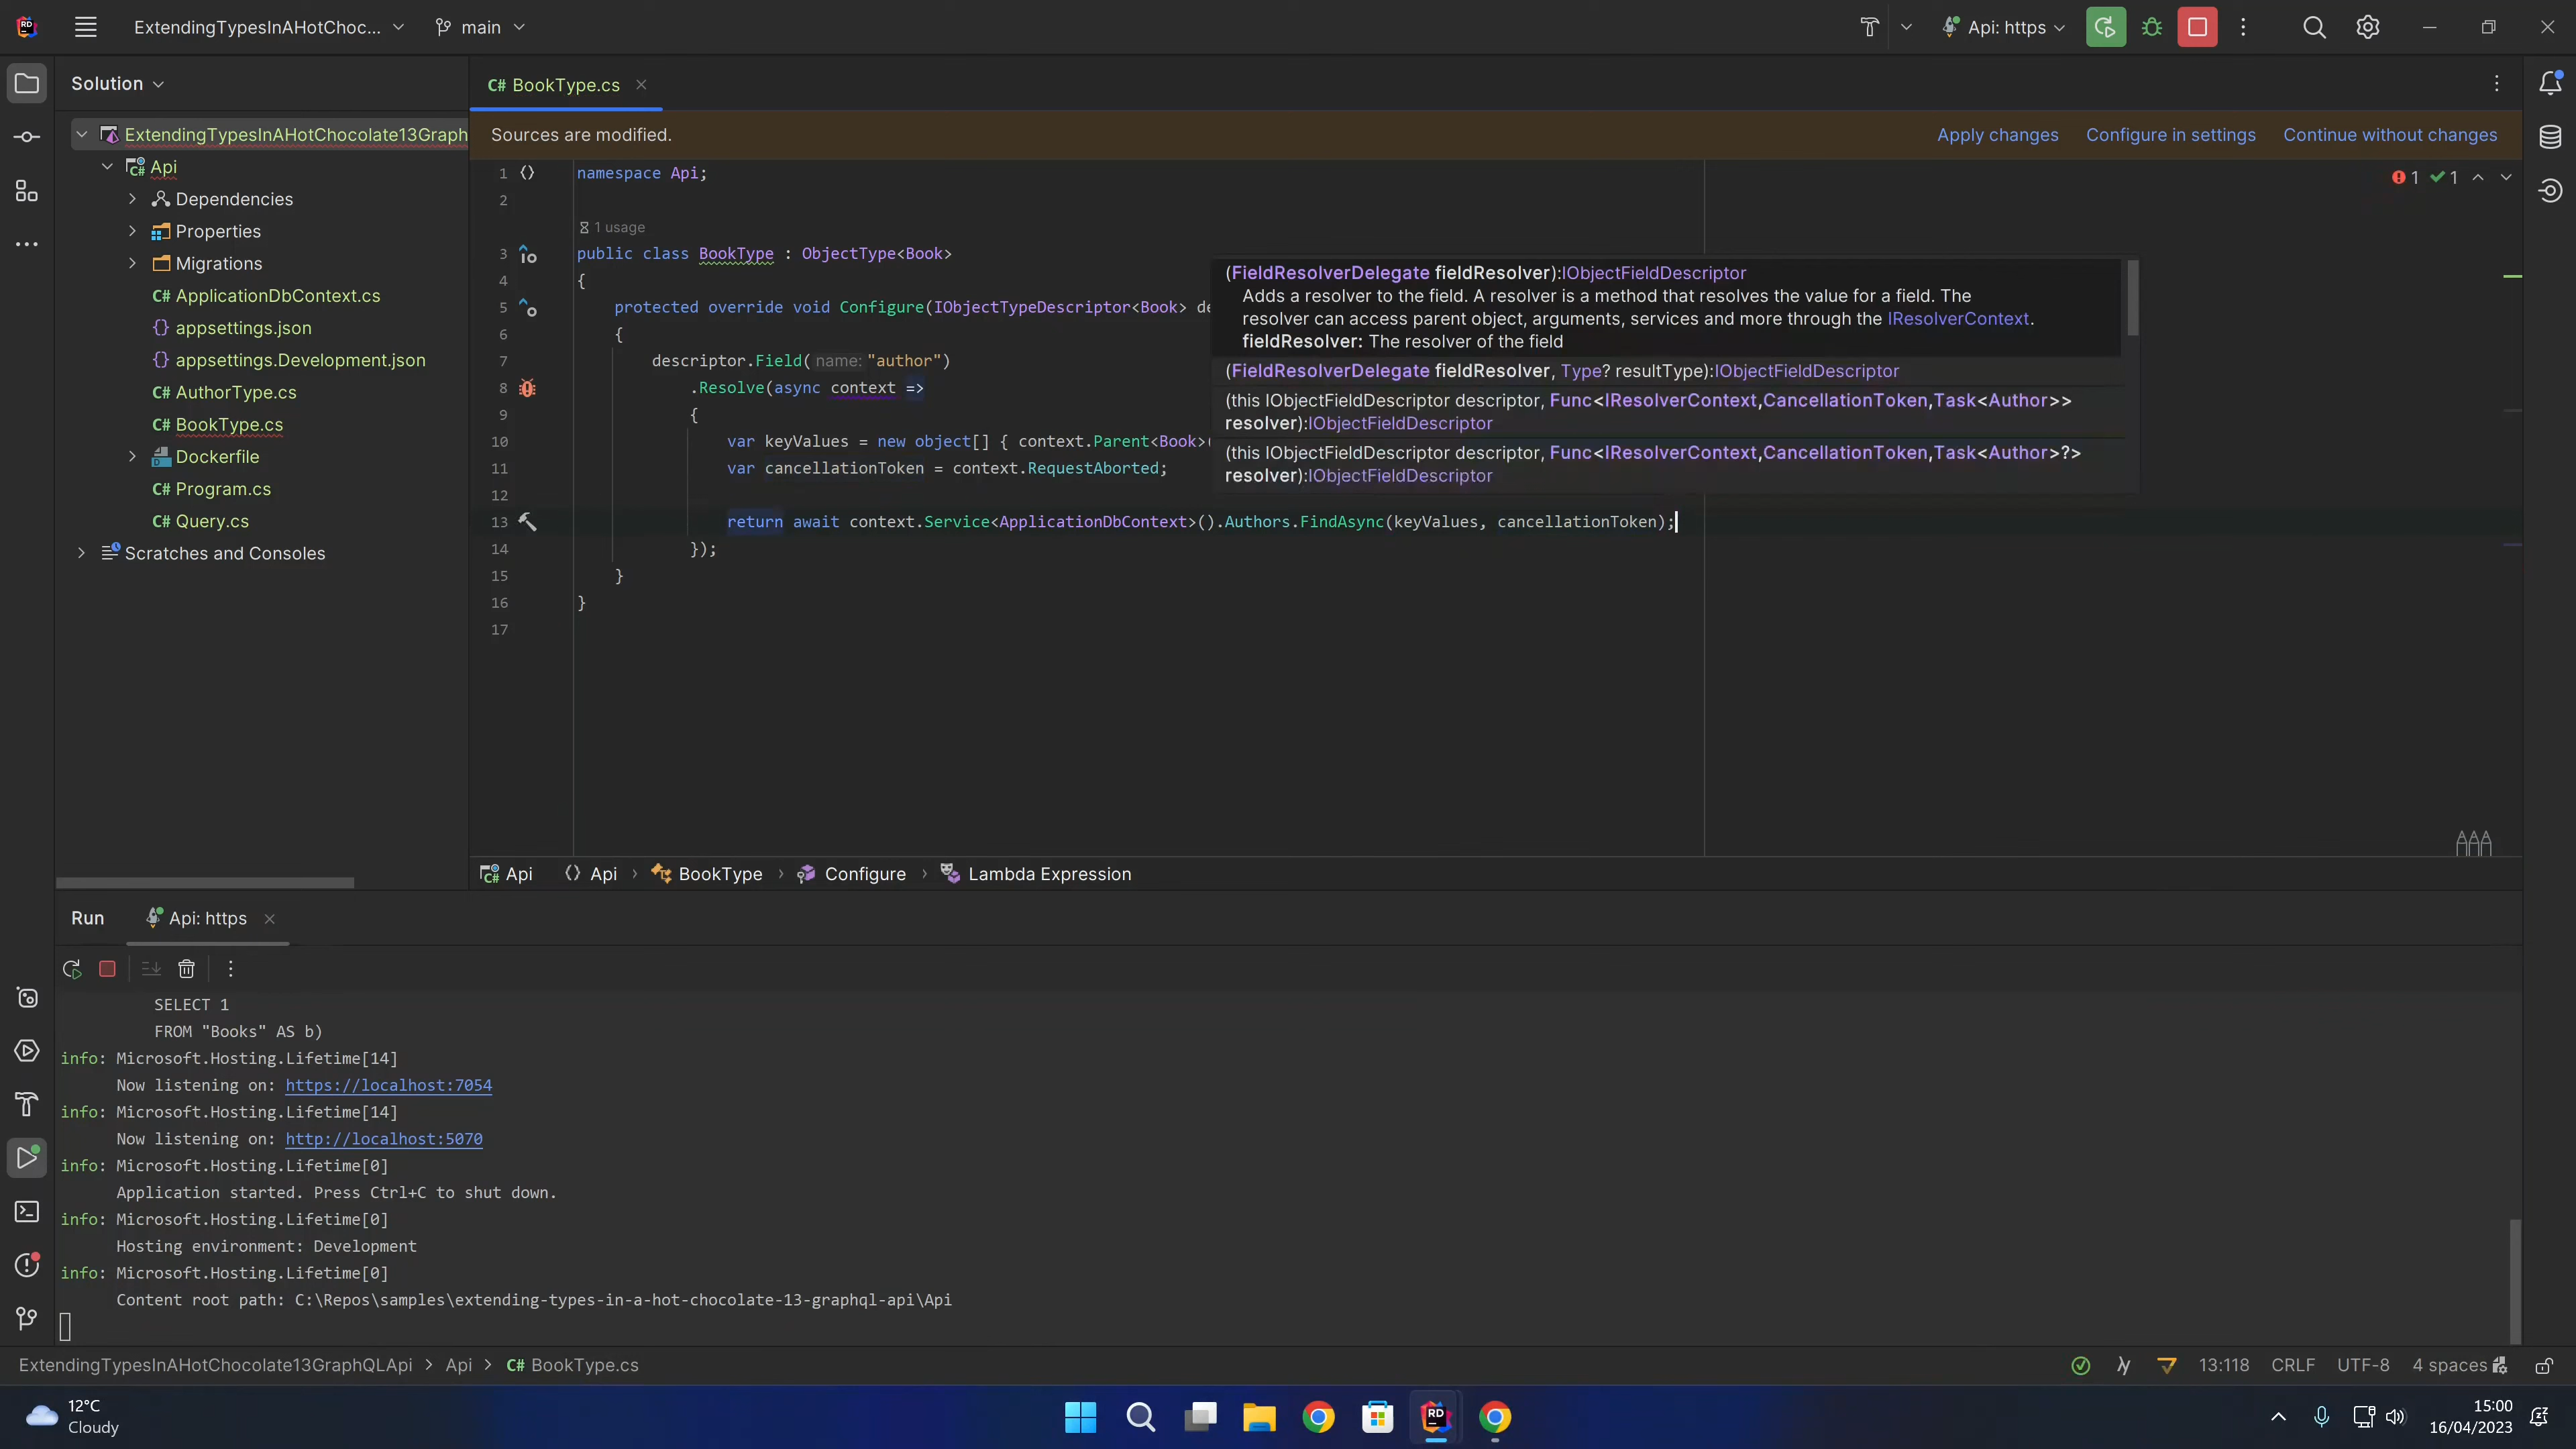 ExtendingTypesInAHotChoc...
main
Api: https
Solution
C# BookType.cs
Sources are modified.
Apply changes
Configure in settings
Continue without changes
ExtendingTypesInAHotChocolate13Graph
Api
Dependencies
Properties
Migrations
C# ApplicationDbContext.cs
{} appsettings.json
{} appsettings.Development.json
C# AuthorType.cs
C# BookType.cs
Dockerfile
C# Program.cs
C# Query.cs
Scratches and Consoles
1 namespace Api;
1 1
2
1 usage
3 public class BookType : ObjectType<Book>
4 {
5 protected override void Configure(IObjectTypeDescriptor<Book> de
6 {
7 descriptor.Field( name: "author")
8 .Resolve(async context =>
9 {
10 var keyValues = new object[] { context.Parent<Book>(
11 var cancellationToken = context.RequestAborted;
12
13 return await context.Service<ApplicationDbContext>().Authors.FindAsync(keyValues, cancellationToken);
14 });
15 }
16 }
17
(FieldResolverDelegate fieldResolver):IObjectFieldDescriptor
Adds a resolver to the field. A resolver is a method that resolves the value for a field. The
resolver can access parent object, arguments, services and more through the IResolverContext.
fieldResolver: The resolver of the field
(FieldResolverDelegate fieldResolver, Type? resultType):IObjectFieldDescriptor
(this IObjectFieldDescriptor descriptor, Func<IResolverContext,CancellationToken,Task<Author>>
resolver):IObjectFieldDescriptor
(this IObjectFieldDescriptor descriptor, Func<IResolverContext,CancellationToken,Task<Author>?>
resolver):IObjectFieldDescriptor
Api {} Api › BookType › Configure › Lambda Expression
Run
Api: https
SELECT 1
FROM "Books" AS b)
info: Microsoft.Hosting.Lifetime[14]
Now listening on: https://localhost:7054
info: Microsoft.Hosting.Lifetime[14]
Now listening on: http://localhost:5070
info: Microsoft.Hosting.Lifetime[0]
Application started. Press Ctrl+C to shut down.
info: Microsoft.Hosting.Lifetime[0]
Hosting environment: Development
info: Microsoft.Hosting.Lifetime[0]
Content root path: C:\Repos\samples\extending-types-in-a-hot-chocolate-13-graphql-api\Api
ExtendingTypesInAHotChocolate13GraphQLApi › Api › C# BookType.cs
13:118 CRLF UTF-8 4 spaces
12°C
Cloudy
15:00
16/04/2023